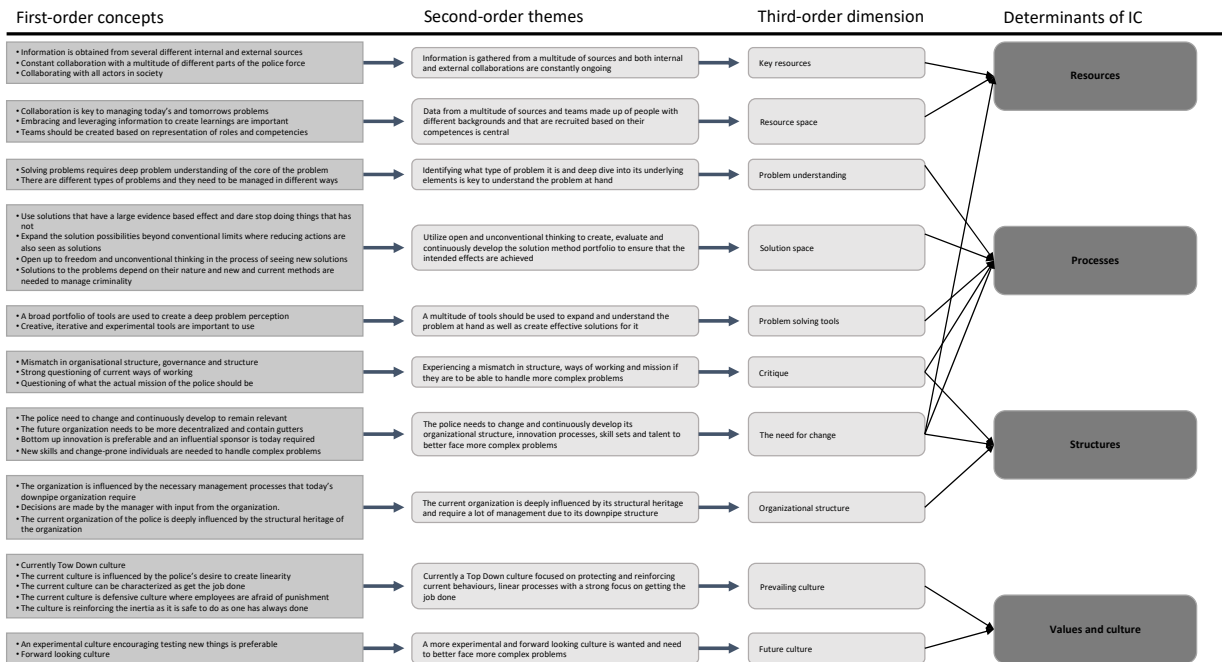 First-order concepts
Second-order themes
Third-order dimension
Determinants of IC
• Information is obtained from several different internal and external sources
• Constant collaboration with a multitude of different parts of the police force
• Collaborating with all actors in society
Information is gathered from a multitude of sources and both internal
and external collaborations are constantly ongoing
Key resources
Resources
• Collaboration is key to managing today's and tomorrows problems
• Embracing and leveraging information to create learnings are important
• Teams should be created based on representation of roles and competencies
Data from a multitude of sources and teams made up of people with
different backgrounds and that are recruited based on their
competences is central
Resource space
• Solving problems requires deep problem understanding of the core of the problem
• There are different types of problems and they need to be managed in different ways
Identifying what type of problem it is and deep dive into its underlying
elements is key to understand the problem at hand
Problem understanding
• Use solutions that have a large evidence based effect and dare stop doing things that has
not
• Expand the solution possibilities beyond conventional limits where reducing actions are
also seen as solutions
• Open up to freedom and unconventional thinking in the process of seeing new solutions
• Solutions to the problems depend on their nature and new and current methods are
needed to manage criminality
Utilize open and unconventional thinking to create, evaluate and
continuously develop the solution method portfolio to ensure that the
intended effects are achieved
Solution space
Processes
• A broad portfolio of tools are used to create a deep problem perception
• Creative, iterative and experimental tools are important to use
A multitude of tools should be used to expand and understand the
problem at hand as well as create effective solutions for it
Problem solving tools
• Mismatch in organisational structure, governance and structure
• Strong questioning of current ways of working
• Questioning of what the actual mission of the police should be
Experiencing a mismatch in structure, ways of working and mission if
they are to be able to handle more complex problems
Critique
• The police need to change and continuously develop to remain relevant
• The future organization needs to be more decentralized and contain gutters
• Bottom up innovation is preferable and an influential sponsor is today required
• New skills and change-prone individuals are needed to handle complex problems
The police needs to change and continuously develop its
organizational structure, innovation processes, skill sets and talent to
better face more complex problems
The need for change
Structures
• The organization is influenced by the necessary management processes that today's
downpipe organization require
• Decisions are made by the manager with input from the organization.
• The current organization of the police is deeply influenced by the structural heritage of
the organization
The current organization is deeply influenced by its structural heritage
and require a lot of management due to its downpipe structure
Organizational structure
• Currently Tow Down culture
• The current culture is influenced by the police's desire to create linearity
• The current culture can be characterized as get the job done
• The current culture is defensive culture where employees are afraid of punishment
• The culture is reinforcing the inertia as it is safe to do as one has always done
Currently a Top Down culture focused on protecting and reinforcing
current behaviours, linear processes with a strong focus on getting the
job done
Prevailing culture
Values and culture
• An experimental culture encouraging testing new things is preferable
• Forward looking culture
A more experimental and forward looking culture is wanted and need
to better face more complex problems
Future culture